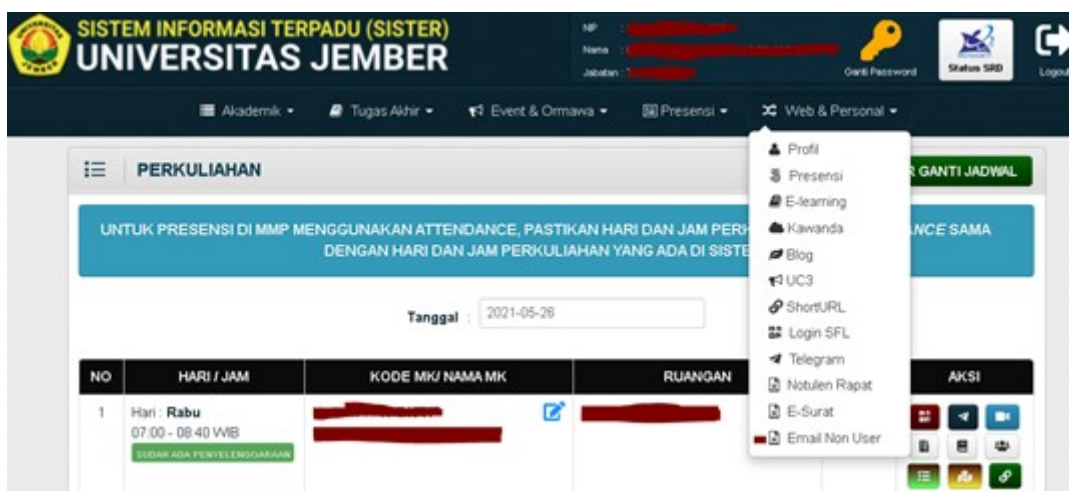 SISTEM INFORMASI TERPADU (SISTER)
UNIVERSITAS JEMBER
NIP :
Nama :
Jabatan :
Ganti Password
Status SRD
Logout
Akademik
Tugas Akhir
Event & Ormawa
Presensi
Web & Personal
PERKULIAHAN
R GANTI JADWAL
Profil
Presensi
E-learning
Kawanda
Blog
UC3
ShortURL
Login SFL
Telegram
Notulen Rapat
E-Surat
Email Non User
UNTUK PRESENSI DI MMP MENGGUNAKAN ATTENDANCE, PASTIKAN HARI DAN JAM PERK NCE SAMA
DENGAN HARI DAN JAM PERKULIAHAN YANG ADA DI SISTE
Tanggal : 2021-05-26
NO HARI / JAM KODE MK/ NAMA MK RUANGAN AKSI
1 Hari : Rabu
07:00 - 08:40 WIB
SUDAH ADA PENYELENGGARAAN